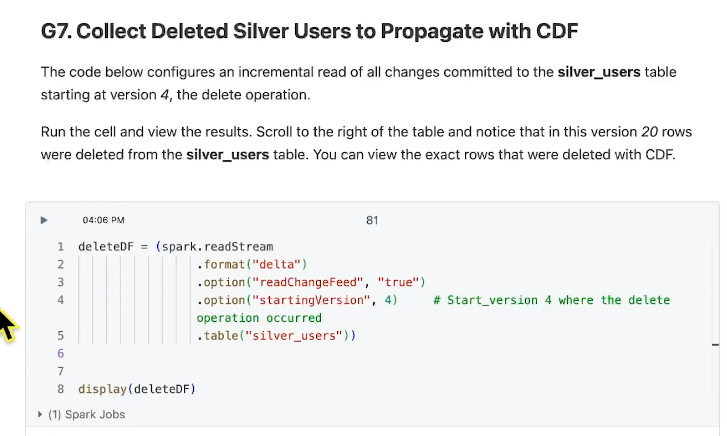 G7. Collect Deleted Silver Users to Propagate with CDF
The code below configures an incremental read of all changes committed to the silver_users table
starting at version 4, the delete operation.
Run the cell and view the results. Scroll to the right of the table and notice that in this version 20 rows
were deleted from the silver_users table. You can view the exact rows that were deleted with CDF.
04:06 PM 81
1 deleteDF = (spark.readStream
2 .format("delta")
3 .option("readChangeFeed", "true")
4 .option("startingVersion", 4) # Start_version 4 where the delete
operation occurred
5 .table("silver_users"))
6
7
8 display(deleteDF)
(1) Spark Jobs